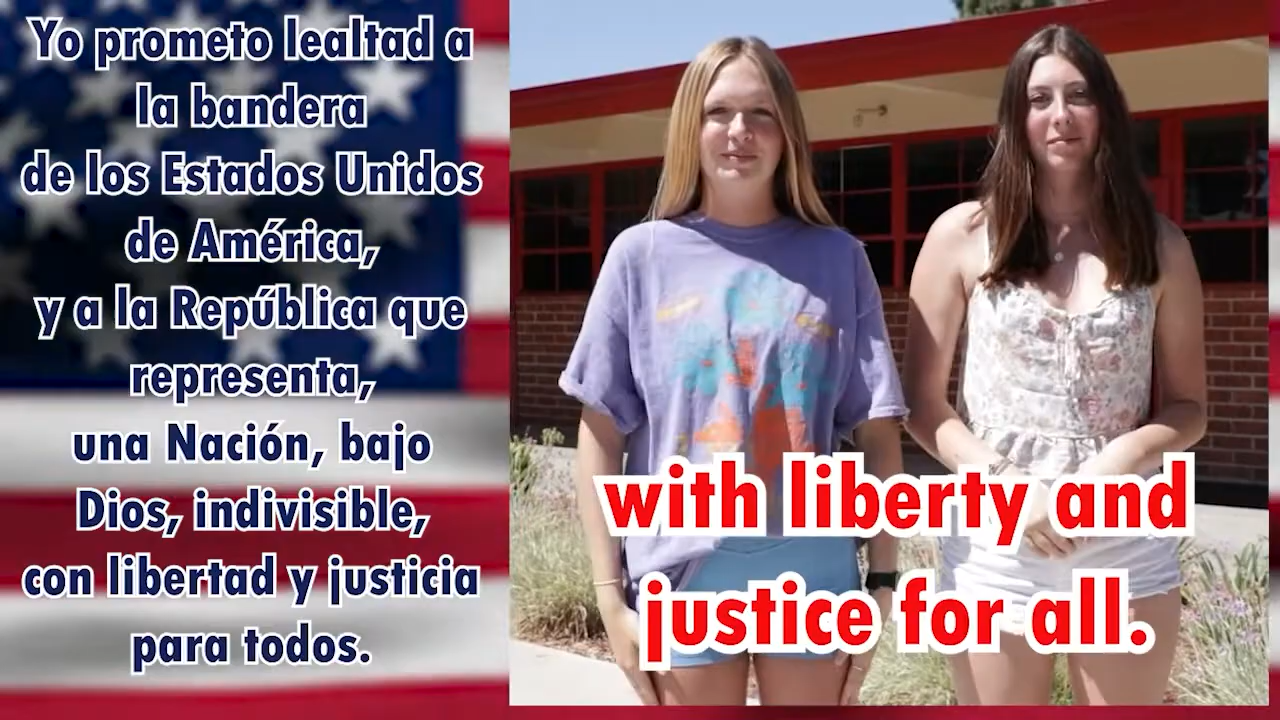 Yo prometo lealtad a
la bandera
de los Estados Unidos
de América,
y a la República que
representa,
una Nación, bajo
Dios, indivisible,
con libertad y justicia
para todos.
with liberty and
justice for all.